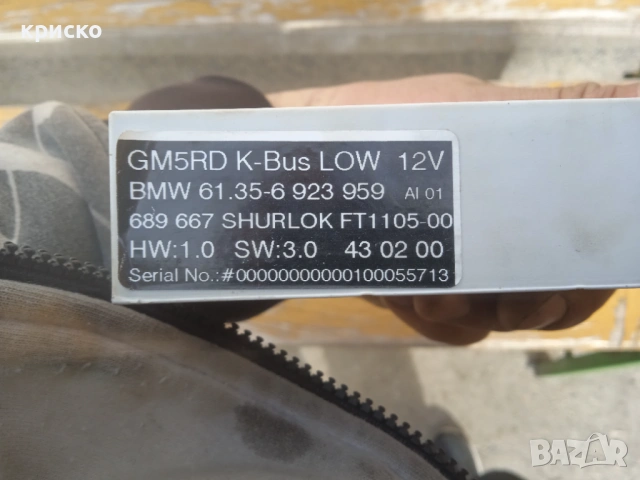 криско
GM5RD K-Bus LOW 12V
BMW 61.35-6 923 959 AI 01
689 667 SHURLOK FT1105-00
HW:1.0 SW:3.0 43 02 00
Serial No.:#00000000000100055713
BAZAR